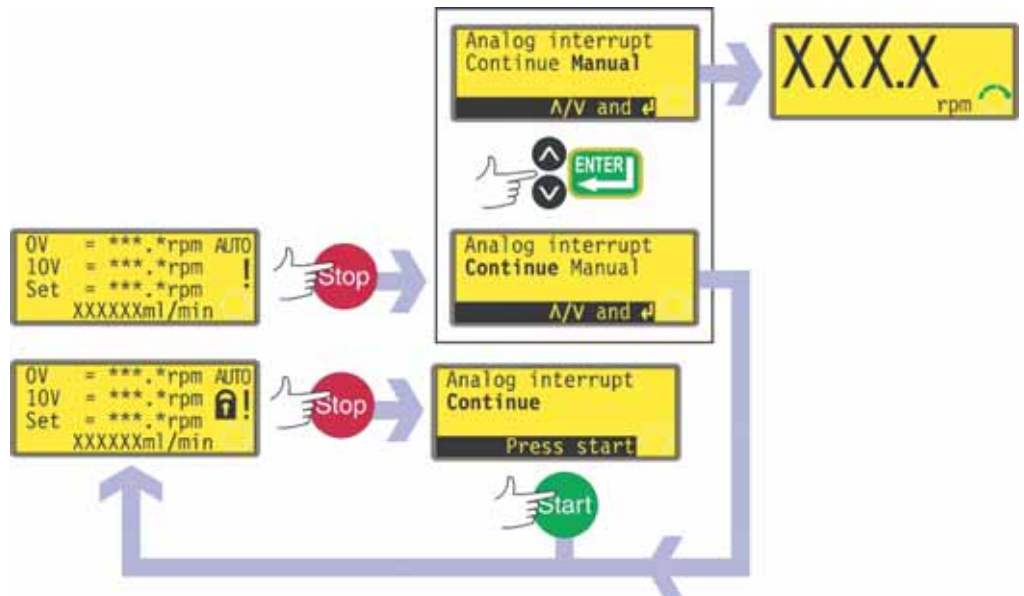 Analog interrupt
Continue Manual
Λ/V and ↵
XXX.X
rpm
ENTER
0V = ***.*rpm AUTO
10V = ***.*rpm !
Set = ***.*rpm
XXXXXXml/min
Stop
Analog interrupt
Continue Manual
Λ/V and ↵
0V = ***.*rpm AUTO
10V = ***.*rpm !
Set = ***.*rpm
XXXXXXml/min
Stop
Analog interrupt
Continue
Press start
Start